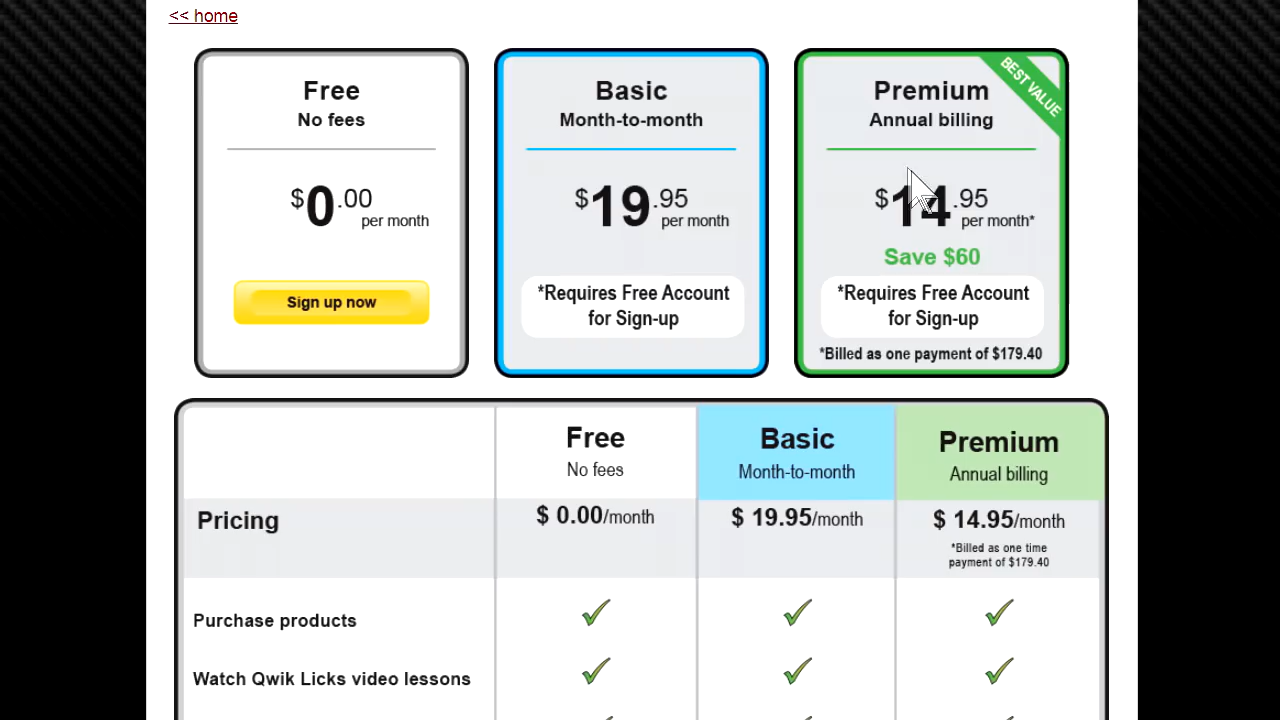 << home
Free
No fees
$0.00
per month
Sign up now
Basic
Month-to-month
$19.95
per month
*Requires Free Account
for Sign-up
BEST VALUE
Premium
Annual billing
$14.95
per month*
Save $60
*Requires Free Account
for Sign-up
*Billed as one payment of $179.40
Free
No fees
Basic
Month-to-month
Premium
Annual billing
Pricing
$ 0.00/month
$ 19.95/month
$ 14.95/month
*Billed as one time
payment of $179.40
Purchase products
Watch Qwik Licks video lessons